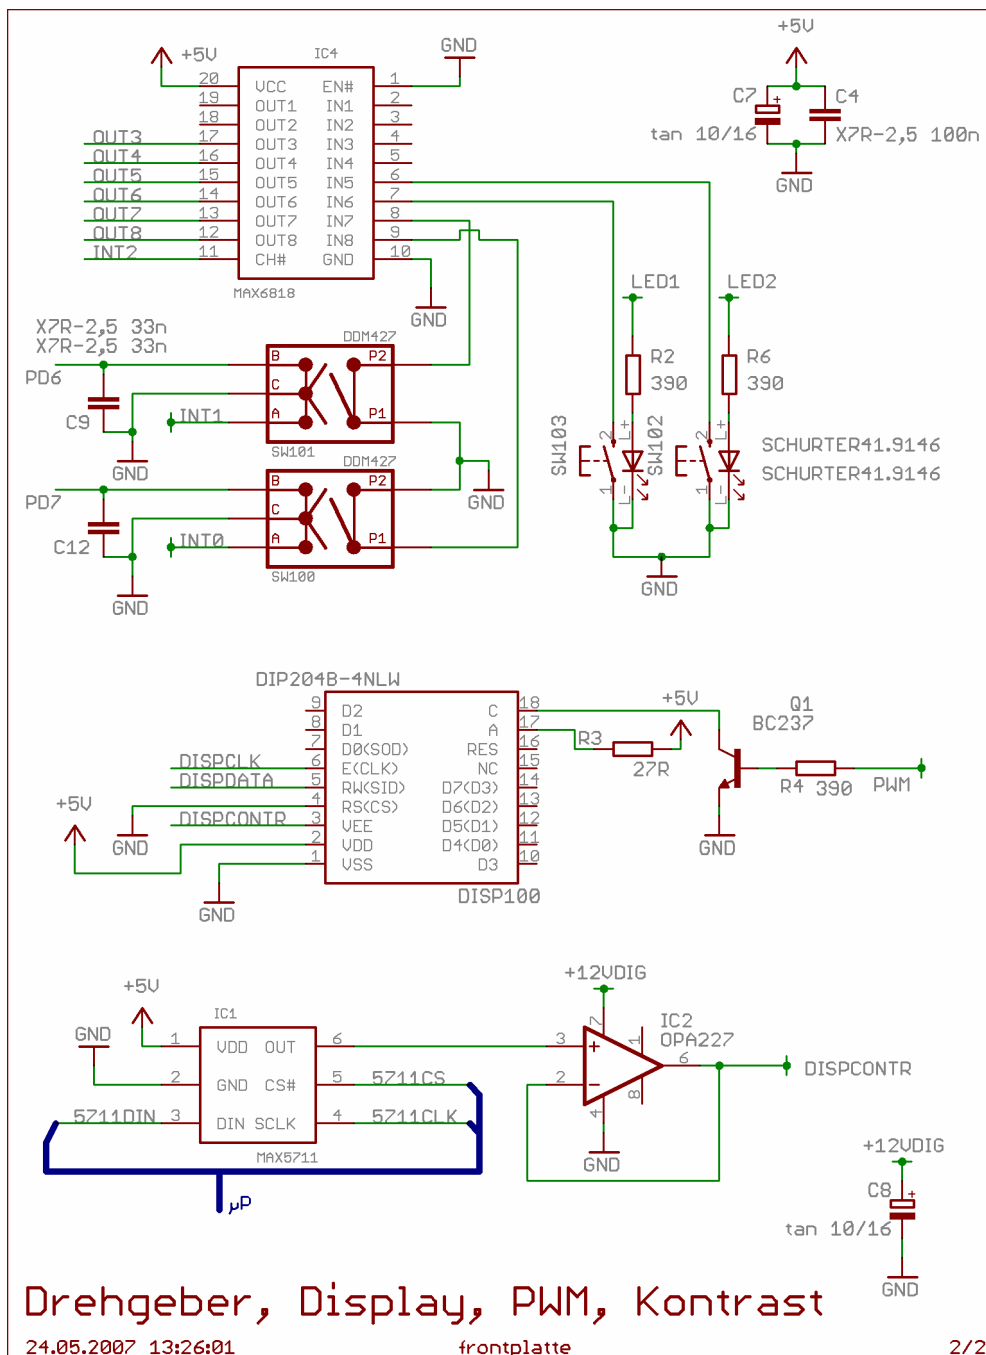 +5V
IC4
GND
+5V
20 VCC EN# 1
19 OUT1 IN1 2
18 OUT2 IN2 3
OUT3 17 OUT3 IN3 4
OUT4 16 OUT4 IN4 5
OUT5 15 OUT5 IN5 6
OUT6 14 OUT6 IN6 7
OUT7 13 OUT7 IN7 8
OUT8 12 OUT8 IN8 9
INT2 11 CH# GND 10
MAX6818
GND
C7 + C4
tan 10/16 X7R-2,5 100n
GND
X7R-2,5 33n
X7R-2,5 33n
DDM427
PD6
B P2
C
C9
INT1
A P1
GND
SW101
DDM427
PD7
B P2
C
C12
INT0
A P1
GND
SW100
GND
LED1 LED2
R2 390
R6 390
SW103 2 1 L+ L-
SW102 2 1 L+ L-
SCHURTER41.9146
SCHURTER41.9146
GND
DIP204B-4NLW
9 D2 C 18
8 D1 A 17
7 D0(SOD) RES 16
DISPCLK 6 E(CLK) NC 15
DISPDATA 5 RW(SID) D7(D3) 14
4 RS(CS) D6(D2) 13
DISPCONTR 3 VEE D5(D1) 12
2 VDD D4(D0) 11
1 VSS D3 10
DISP100
+5V
GND
GND
+5V
R3
27R
Q1
BC237
R4 390 PWM
GND
+5V
GND
IC1
1 VDD OUT 6
2 GND CS# 5 5711CS
5711DIN 3 DIN SCLK 4 5711CLK
MAX5711
µP
+12VDIG
7
IC2
OPA227
3 + 1
6
2 -
8
4
GND
DISPCONTR
+12VDIG
C8 +
tan 10/16
GND
Drehgeber, Display, PWM, Kontrast
24.05.2007 13:26:01 frontplatte 2/2